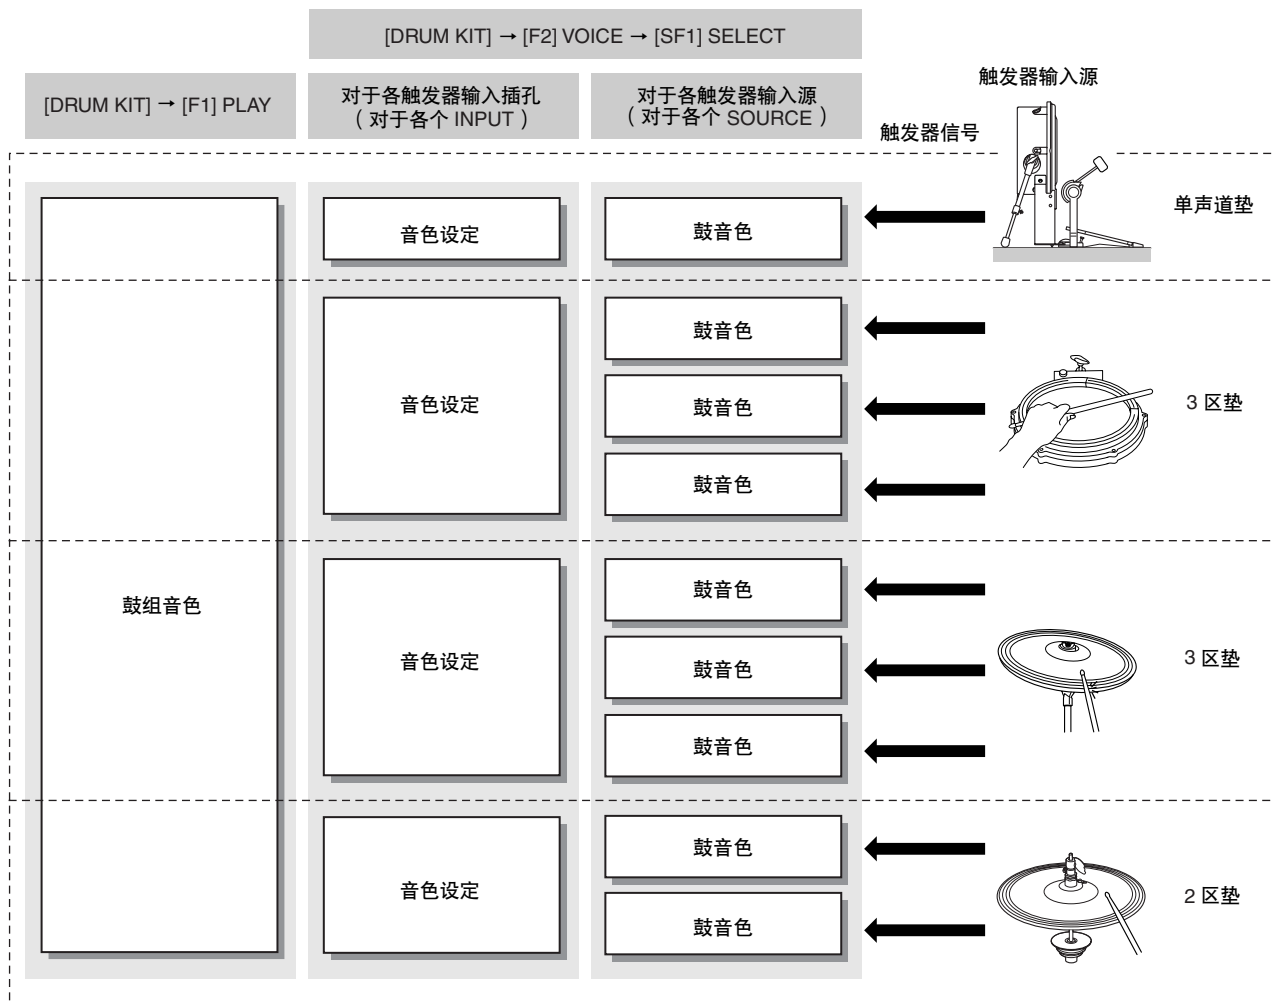 [DRUM KIT] → [F2] VOICE → [SF1] SELECT
[DRUM KIT] → [F1] PLAY
对于各触发器输入插孔
（对于各个 INPUT ）
对于各触发器输入源
（对于各个 SOURCE ）
触发器输入源
触发器信号
音色设定
鼓音色
单声道垫
鼓音色
音色设定
鼓音色
3 区垫
鼓音色
鼓组音色
鼓音色
音色设定
鼓音色
3 区垫
鼓音色
鼓音色
音色设定
2 区垫
鼓音色